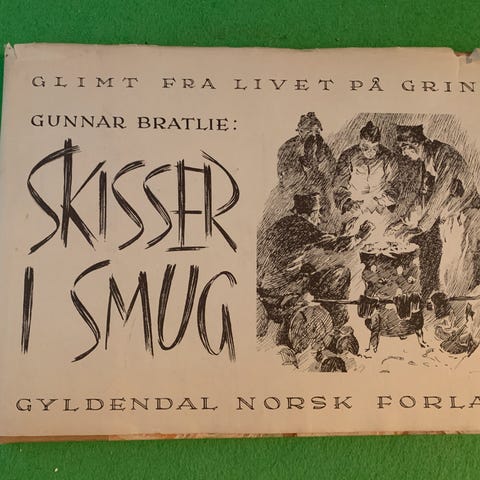 GLIMT FRA LIVET PÅ GRIN
GUNNAR BRATLIE:
SKISSER
I SMUG
GYLDENDAL NORSK FORLA